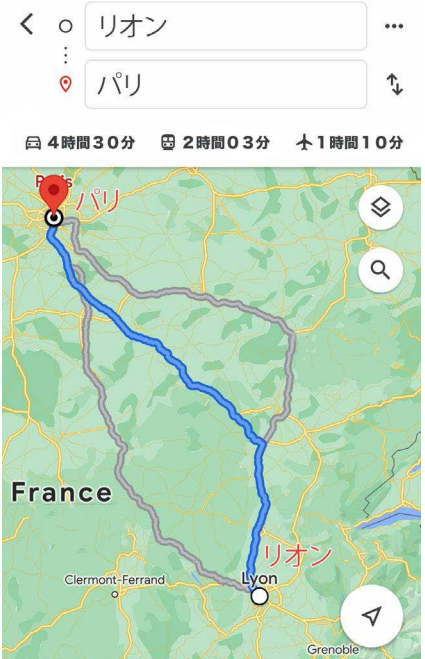 リオン
パリ
4時間30分 2時間03分 1時間10分
Paris
パリ
France
リオン
Lyon
Clermont-Ferrand
Grenoble